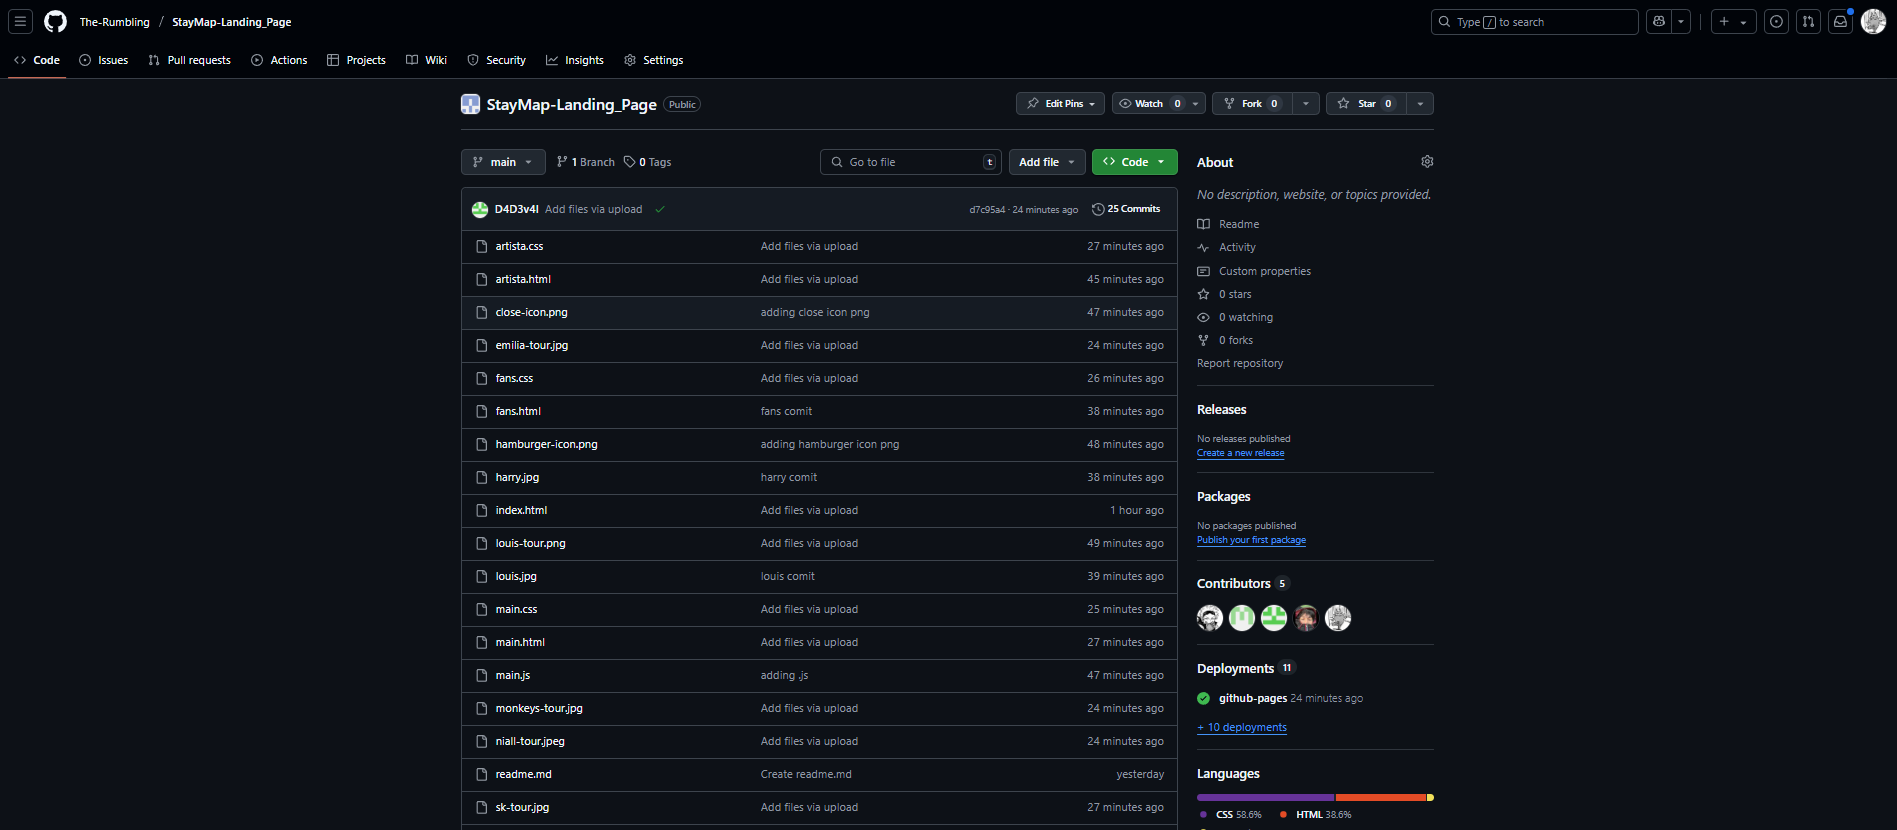 The-Rumbling / StayMap-Landing_Page
Type / to search
Code Issues Pull requests Actions Projects Wiki Security Insights Settings
StayMap-Landing_Page Public
Edit Pins Watch 0 Fork 0 Star 0
main 1 Branch 0 Tags Go to file t Add file Code
D4D3v4l Add files via upload d7c95a4 · 24 minutes ago 25 Commits
artista.css Add files via upload 27 minutes ago
artista.html Add files via upload 45 minutes ago
close-icon.png adding close icon png 47 minutes ago
emilia-tour.jpg Add files via upload 24 minutes ago
fans.css Add files via upload 26 minutes ago
fans.html fans comit 38 minutes ago
hamburger-icon.png adding hamburger icon png 48 minutes ago
harry.jpg harry comit 38 minutes ago
index.html Add files via upload 1 hour ago
louis-tour.png Add files via upload 49 minutes ago
louis.jpg louis comit 39 minutes ago
main.css Add files via upload 25 minutes ago
main.html Add files via upload 27 minutes ago
main.js adding .js 47 minutes ago
monkeys-tour.jpg Add files via upload 24 minutes ago
niall-tour.jpeg Add files via upload 24 minutes ago
readme.md Create readme.md yesterday
sk-tour.jpg Add files via upload 27 minutes ago
About
No description, website, or topics provided.
Readme
Activity
Custom properties
0 stars
0 watching
0 forks
Report repository
Releases
No releases published
Create a new release
Packages
No packages published
Publish your first package
Contributors 5
Deployments 11
github-pages 24 minutes ago
+ 10 deployments
Languages
CSS 58.6% HTML 38.6%